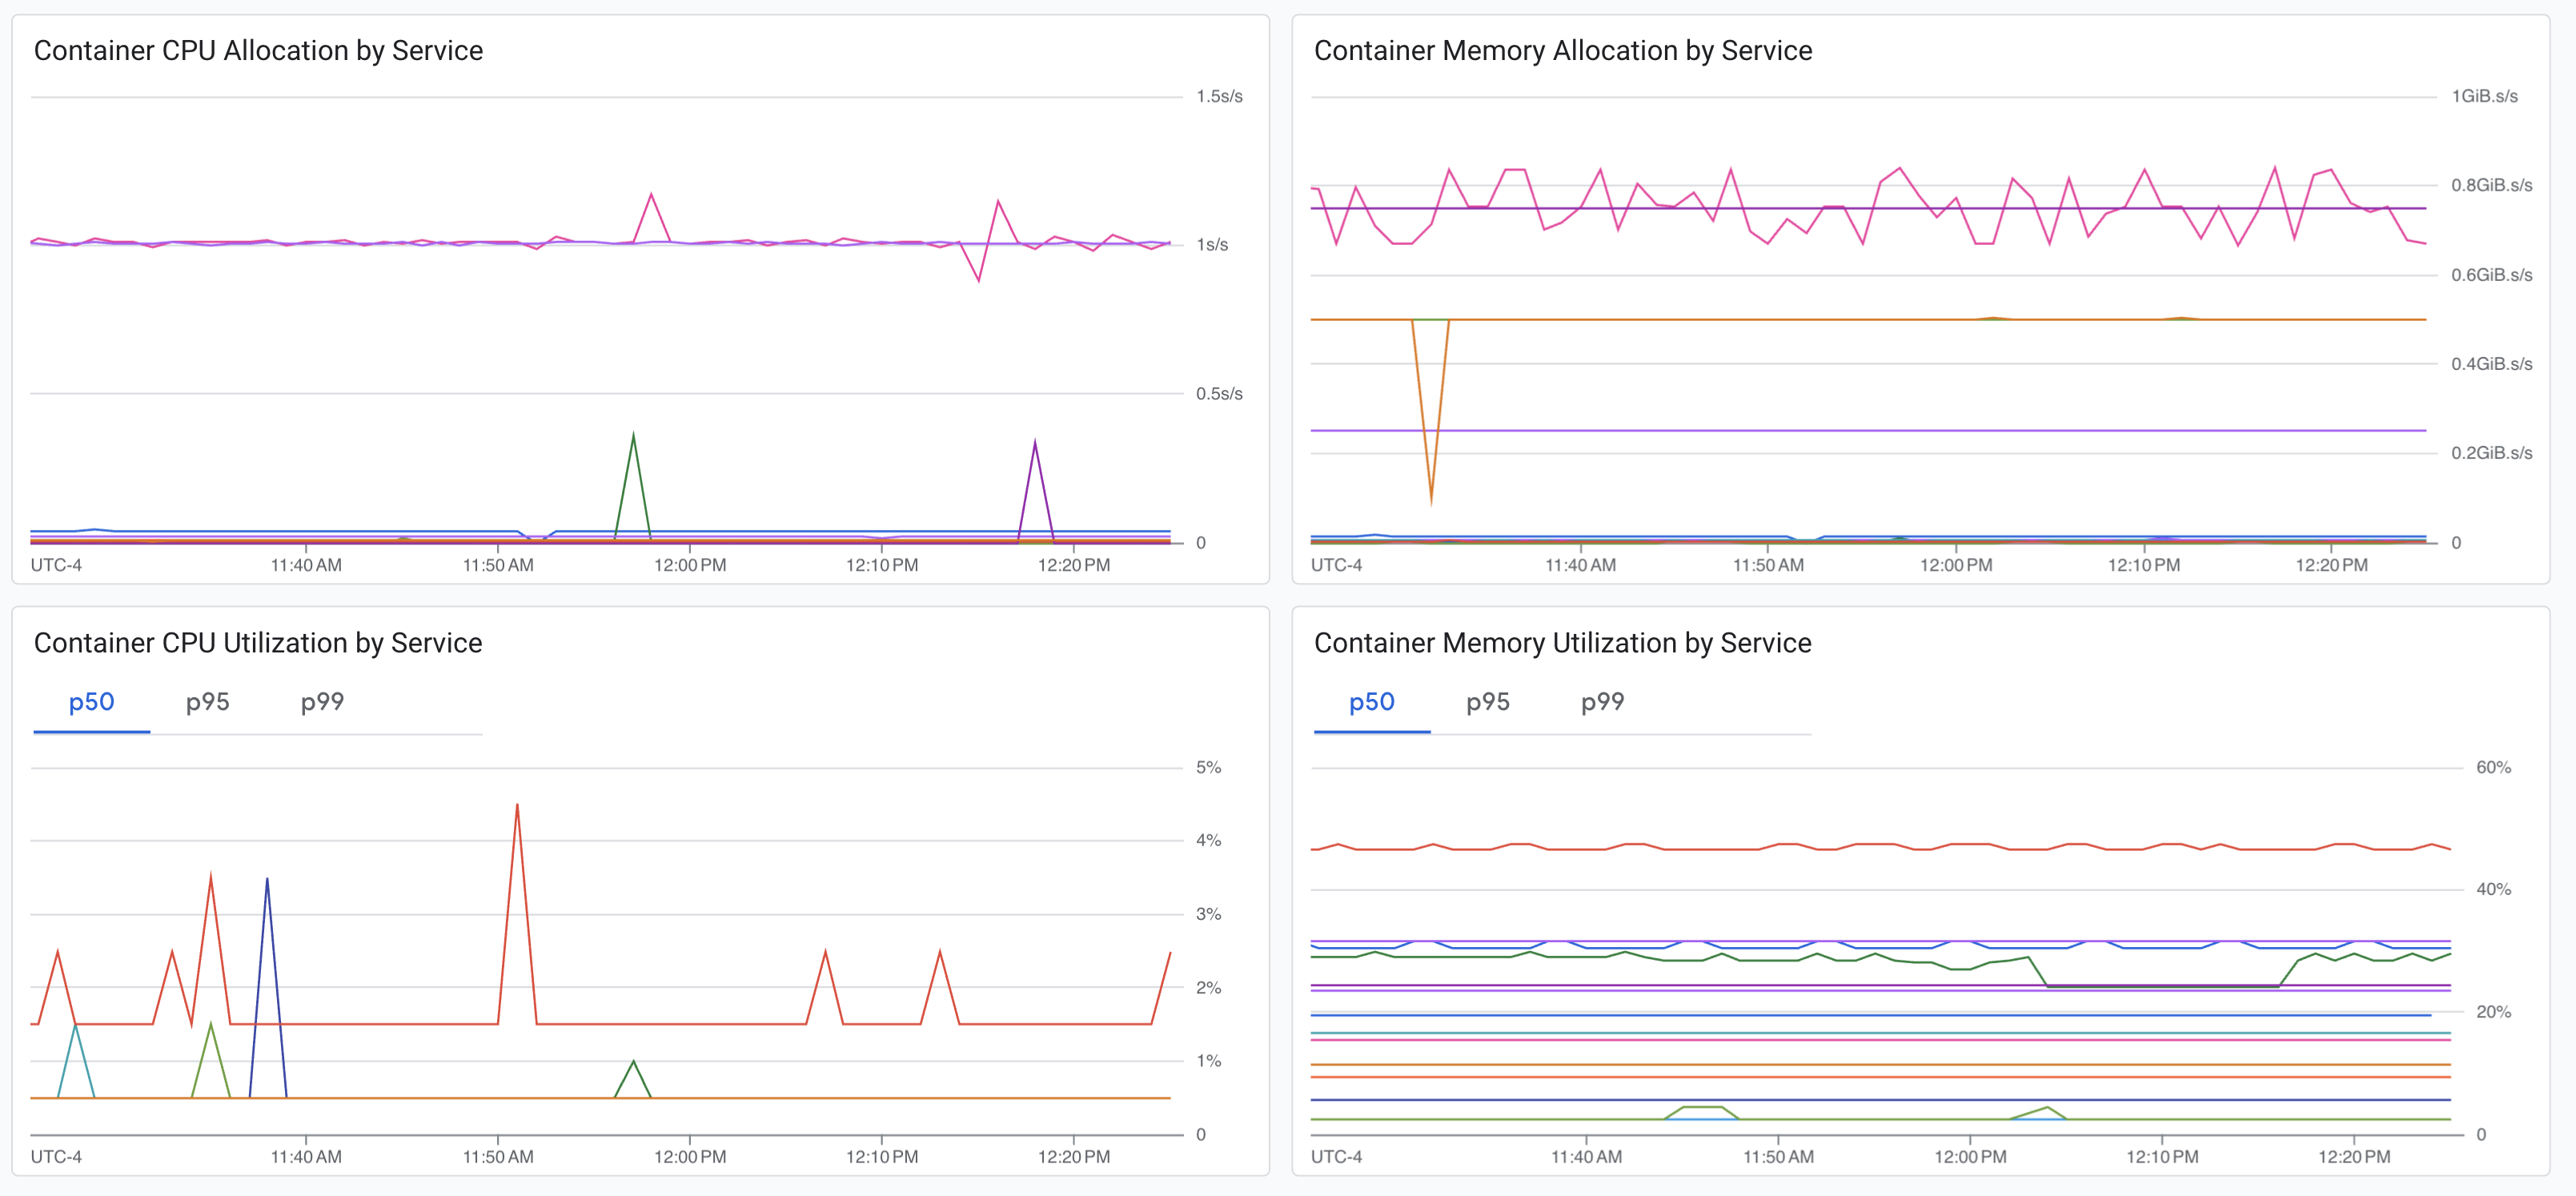 Container CPU Allocation by Service
1.5s/s
1s/s
0.5s/s
0
UTC-4 11:40 AM 11:50 AM 12:00 PM 12:10 PM 12:20 PM
Container Memory Allocation by Service
1GiB.s/s
0.8GiB.s/s
0.6GiB.s/s
0.4GiB.s/s
0.2GiB.s/s
0
UTC-4 11:40 AM 11:50 AM 12:00 PM 12:10 PM 12:20 PM
Container CPU Utilization by Service
p50 p95 p99
5%
4%
3%
2%
1%
0
UTC-4 11:40 AM 11:50 AM 12:00 PM 12:10 PM 12:20 PM
Container Memory Utilization by Service
p50 p95 p99
60%
40%
20%
0
UTC-4 11:40 AM 11:50 AM 12:00 PM 12:10 PM 12:20 PM